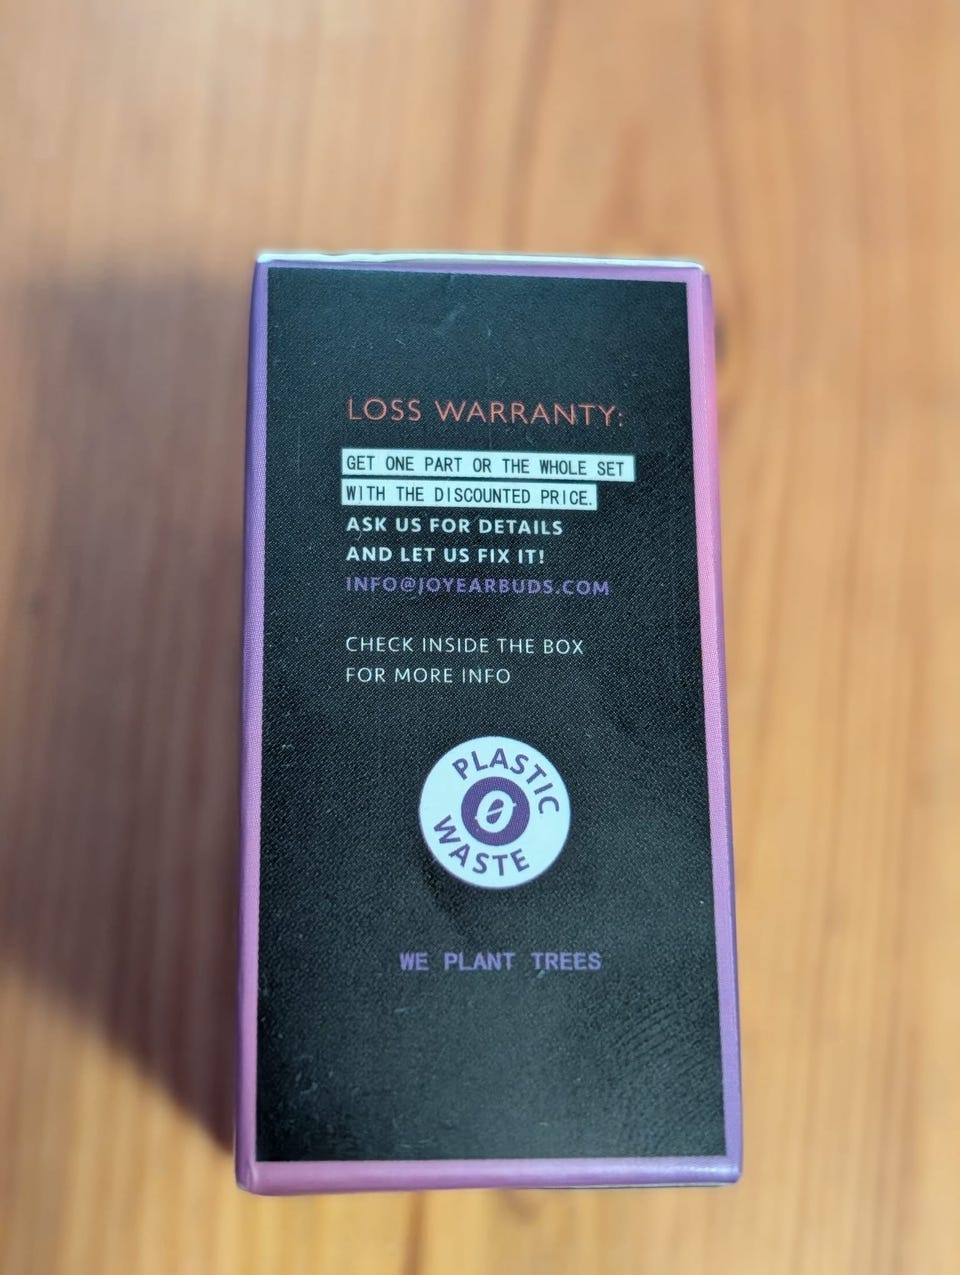 LOSS WARRANTY:
GET ONE PART OR THE WHOLE SET
WITH THE DISCOUNTED PRICE.
ASK US FOR DETAILS
AND LET US FIX IT!
INFO@JOYEARBUDS.COM
CHECK INSIDE THE BOX
FOR MORE INFO
PLASTIC
0
WASTE
WE PLANT TREES